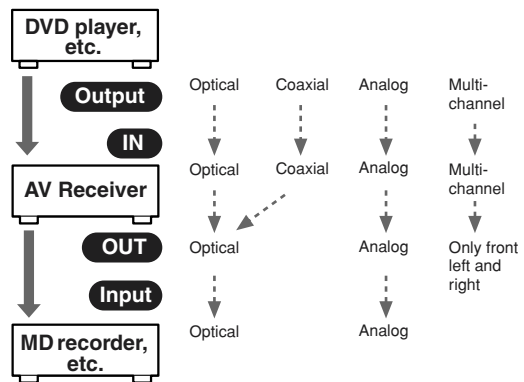 DVD player,
etc.
Output
Optical Coaxial Analog Multi-
channel
IN
AV Receiver
Optical Coaxial Analog Multi-
channel
OUT
Optical Analog Only front
left and
right
Input
MD recorder,
etc.
Optical Analog